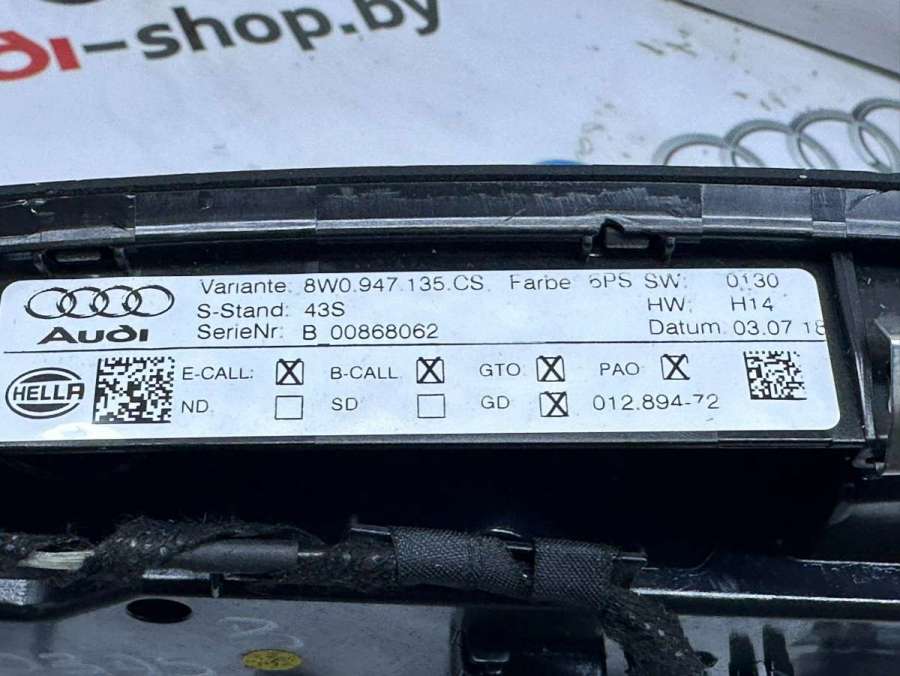 di-shop.by
Variante: 8W0.947.135.CS Farbe 6PS SW: 0130
S-Stand: 43S HW: H14
Audi SerieNr: B_00868062 Datum 03.07 18
HELLA
E-CALL: B-CALL GTO PAO
ND SD GD 012.894-72